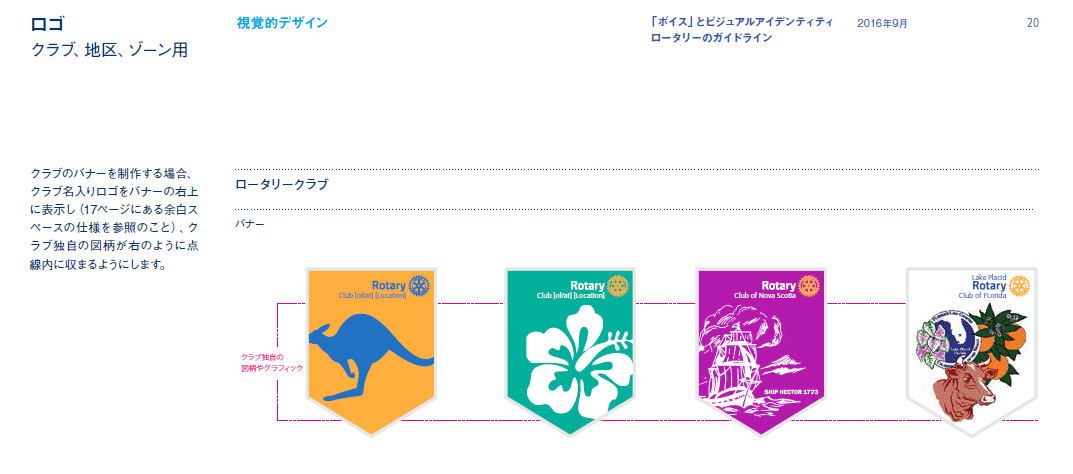 ロゴ
クラブ、地区、ゾーン用
視覚的デザイン
「ボイス」とビジュアルアイデンティティ
ロータリーのガイドライン
2016年9月
20
クラブのバナーを制作する場合、
クラブ名入りロゴをバナーの右上
に表示し（17ページにある余白ス
ペースの仕様を参照のこと）、ク
ラブ独自の図柄が右のように点
線内に収まるようにします。
ロータリークラブ
バナー
クラブ独自の
図柄やグラフィック
Rotary
Club [of/at] [Location]
Rotary
Club [of/at] [Location]
Rotary
Club of Nova Scotia
SHIP HECTOR 1773
Lake Placid
Rotary
Club of FLorida